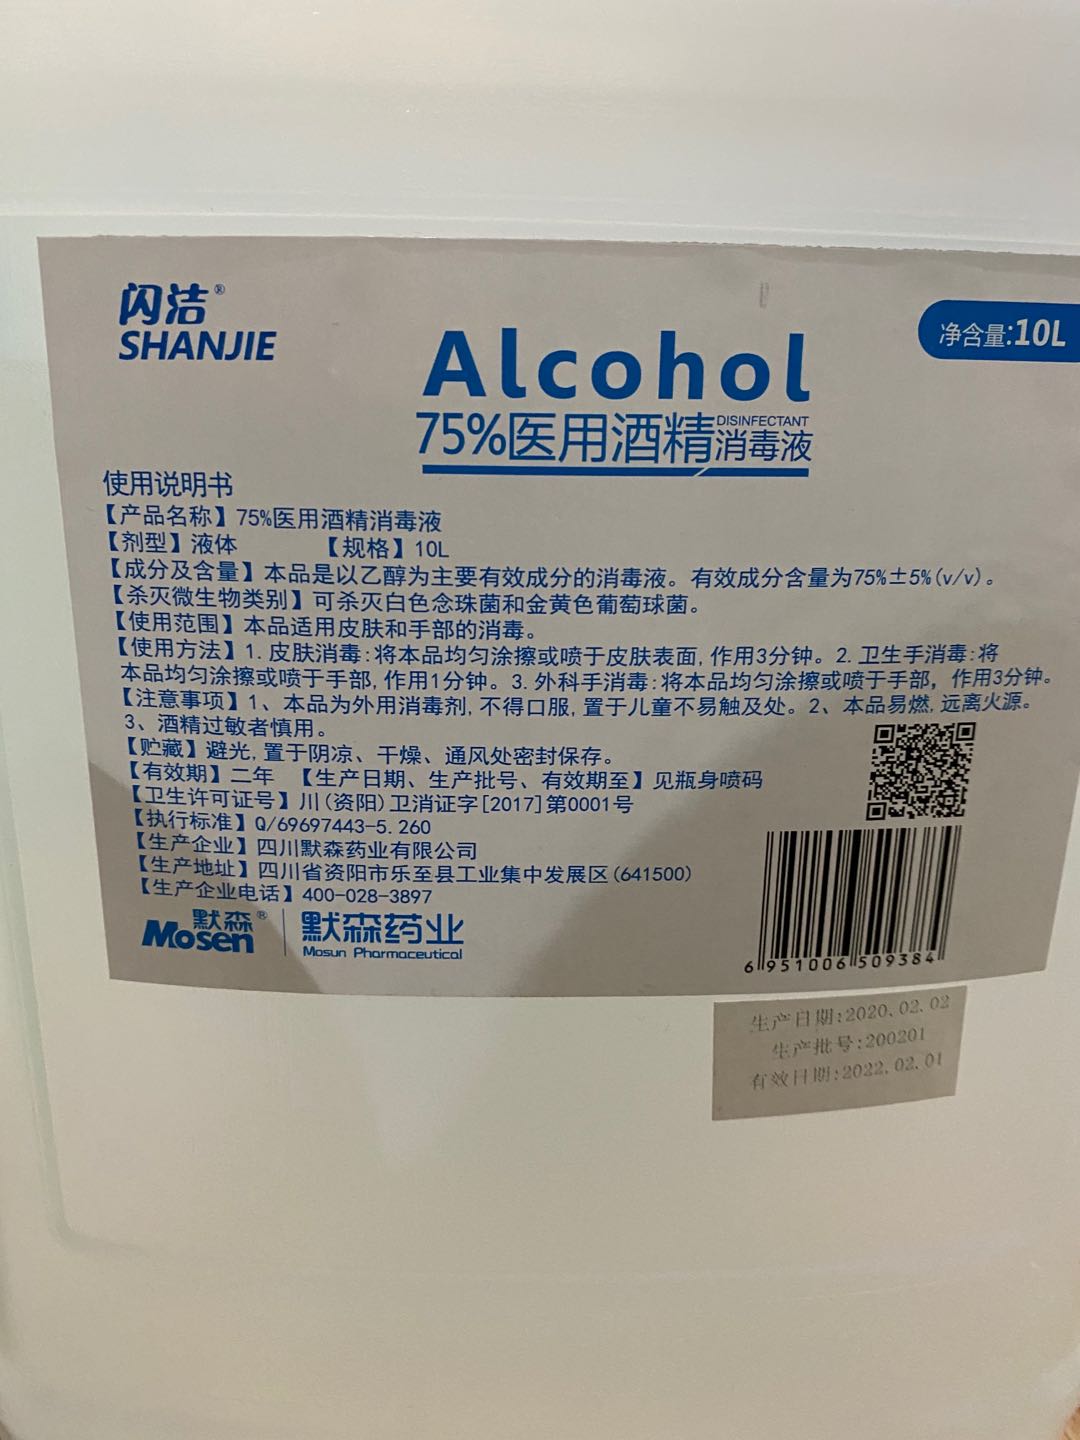 闪洁®
SHANJIE
净含量:10L
Alcohol
75%医用酒精消毒液
DISINFECTANT
使用说明书
【产品名称】75%医用酒精消毒液
【剂型】液体 【规格】10L
【成分及含量】本品是以乙醇为主要有效成分的消毒液。有效成分含量为75%±5%(v/v)。
【杀灭微生物类别】可杀灭白色念珠菌和金黄色葡萄球菌。
【使用范围】本品适用皮肤和手部的消毒。
【使用方法】1.皮肤消毒:将本品均匀涂擦或喷于皮肤表面,作用3分钟。2.卫生手消毒:将
本品均匀涂擦或喷于手部,作用1分钟。3.外科手消毒:将本品均匀涂擦或喷于手部，作用3分钟。
【注意事项】1、本品为外用消毒剂,不得口服,置于儿童不易触及处。2、本品易燃,远离火源。
3、酒精过敏者慎用。
【贮藏】避光,置于阴凉、干燥、通风处密封保存。
【有效期】二年 【生产日期、生产批号、有效期至】见瓶身喷码
【卫生许可证号】川(资阳)卫消证字[2017]第0001号
【执行标准】Q/69697443-5.260
【生产企业】四川默森药业有限公司
【生产地址】四川省资阳市乐至县工业集中发展区(641500)
【生产企业电话】400-028-3897
默森®
Mosen
默森药业
Mosun Pharmaceutical
6951006509384
生产日期:2020.02.02
生产批号:200201
有效日期:2022.02.01